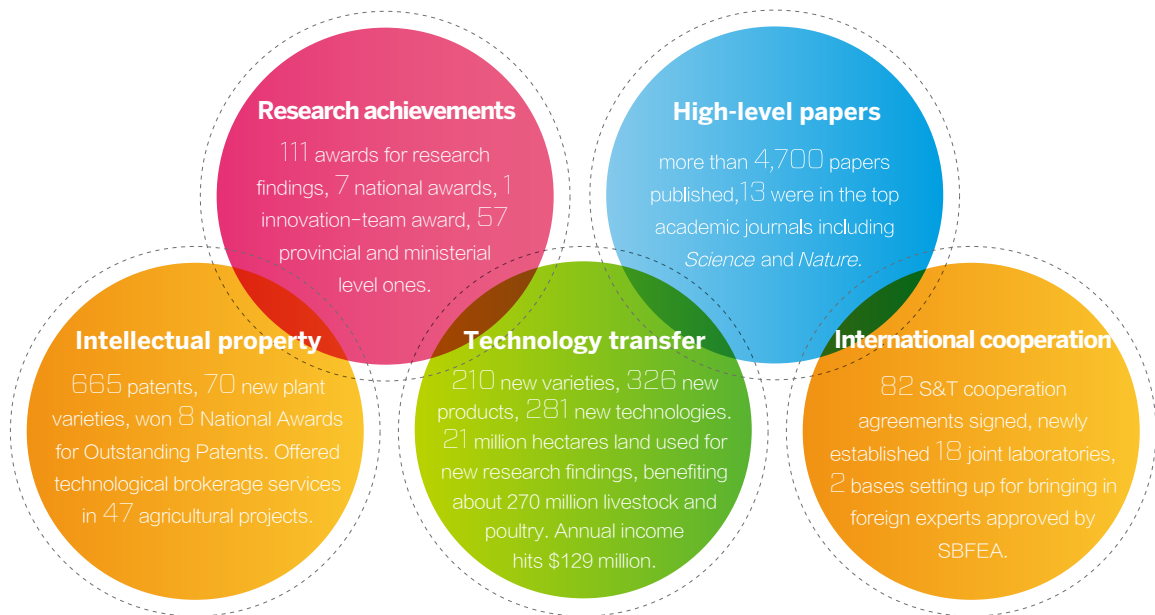 Research achievements
111 awards for research
findings, 7 national awards, 1
innovation-team award, 57
provincial and ministerial
level ones.
High-level papers
more than 4,700 papers
published,13 were in the top
academic journals including
Science and Nature.
Intellectual property
665 patents, 70 new plant
varieties, won 8 National Awards
for Outstanding Patents. Offered
technological brokerage services
in 47 agricultural projects.
Technology transfer
210 new varieties, 326 new
products, 281 new technologies.
21 million hectares land used for
new research findings, benefiting
about 270 million livestock and
poultry. Annual income
hits $129 million.
International cooperation
82 S&T cooperation
agreements signed, newly
established 18 joint laboratories,
2 bases setting up for bringing in
foreign experts approved by
SBFEA.